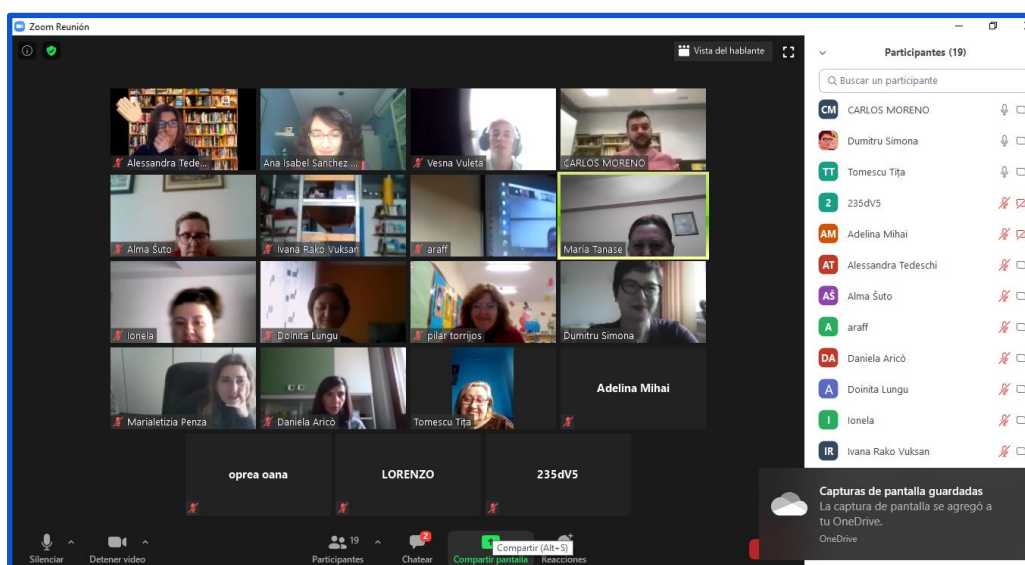 Zoom Reunión
Vista del hablante
Participantes (19)
Buscar un participante
Alessandra Tede...
Ana Isabel Sanchez ...
Vesna Vuleta
CARLOS MORENO
Alma Šuto
Ivana Rako Vuksan
araff
Maria Tanase
Ionela
Doinita Lungu
pilar torrijos
Dumitru Simona
Marialetizia Penza
Daniela Aricò
Tomescu Tița
Adelina Mihai
oprea oana
LORENZO
235dV5
CM CARLOS MORENO
Dumitru Simona
TT Tomescu Tița
2 235dV5
AM Adelina Mihai
AT Alessandra Tedeschi
AŠ Alma Šuto
A araff
DA Daniela Aricò
A Doinita Lungu
I Ionela
IR Ivana Rako Vuksan
Capturas de pantalla guardadas
La captura de pantalla se agregó a
tu OneDrive.
OneDrive
Silenciar
Detener video
19
Participantes
2
Chatear
Compartir pantalla
Compartir (Alt+S)
Reacciones